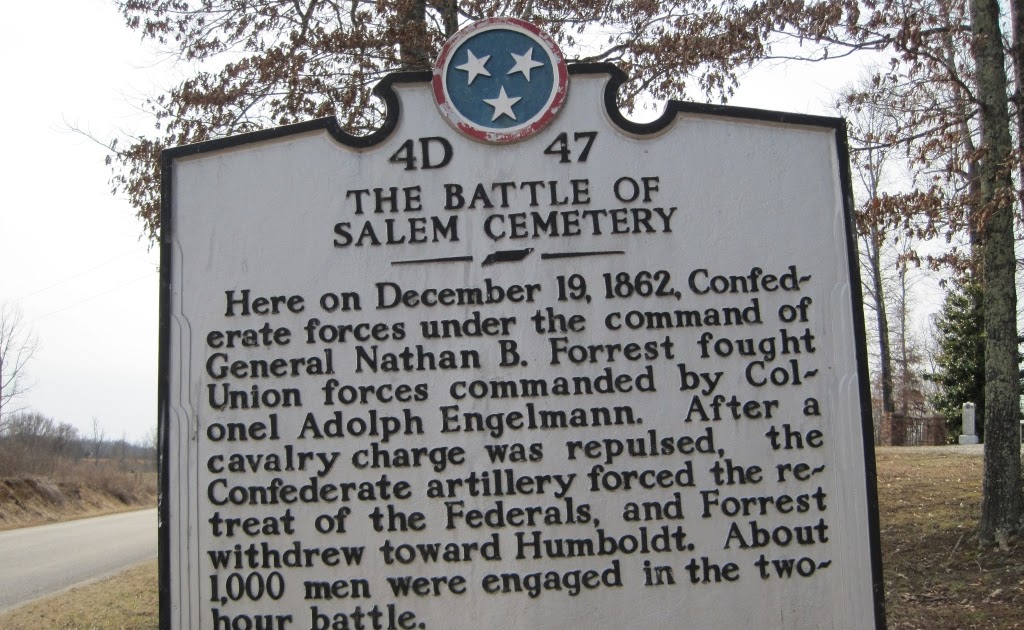 4D 47
THE BATTLE OF
SALEM CEMETERY
Here on December 19, 1862, Confed-
erate forces under the command of
General Nathan B. Forrest fought
Union forces commanded by Col-
onel Adolph Engelmann. After a
cavalry charge was repulsed, the
Confederate artillery forced the re-
treat of the Federals, and Forrest
withdrew toward Humboldt. About
1,000 men were engaged in the two-
hour battle.